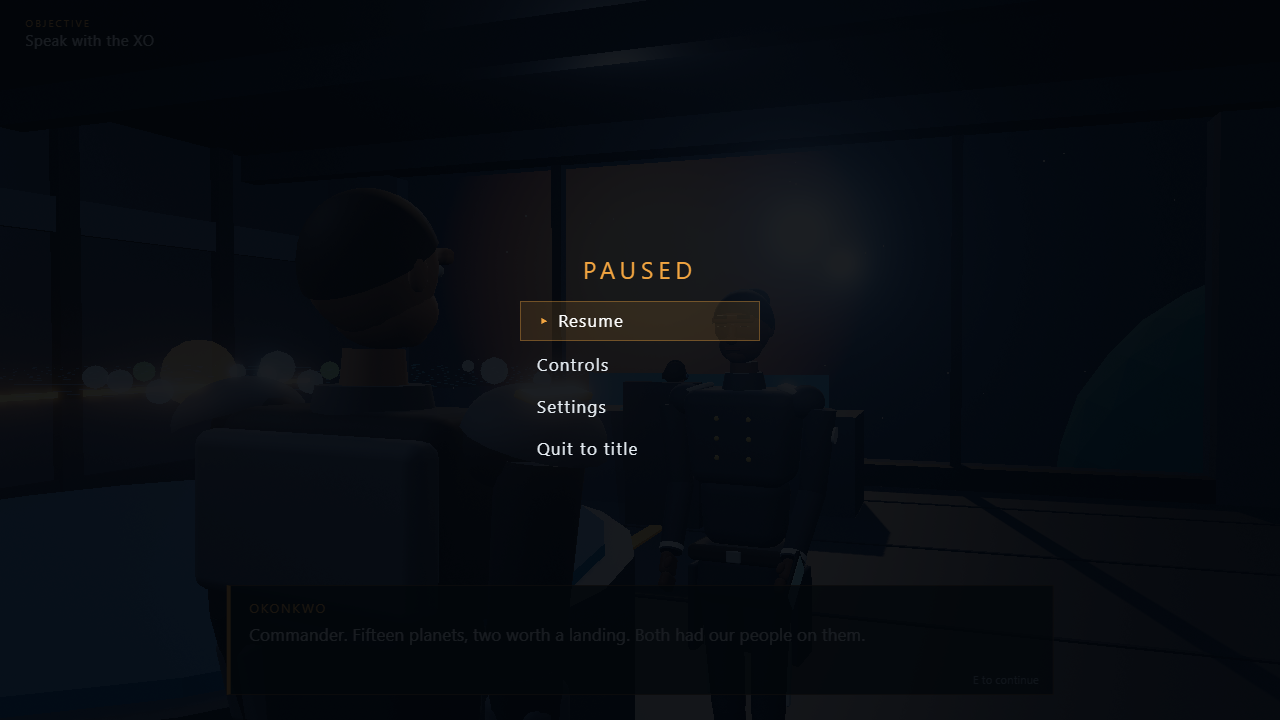 OBJECTIVE
Speak with the XO
PAUSED
Resume
Controls
Settings
Quit to title
OKONKWO
Commander. Fifteen planets, two worth a landing. Both had our people on them.
E to continue